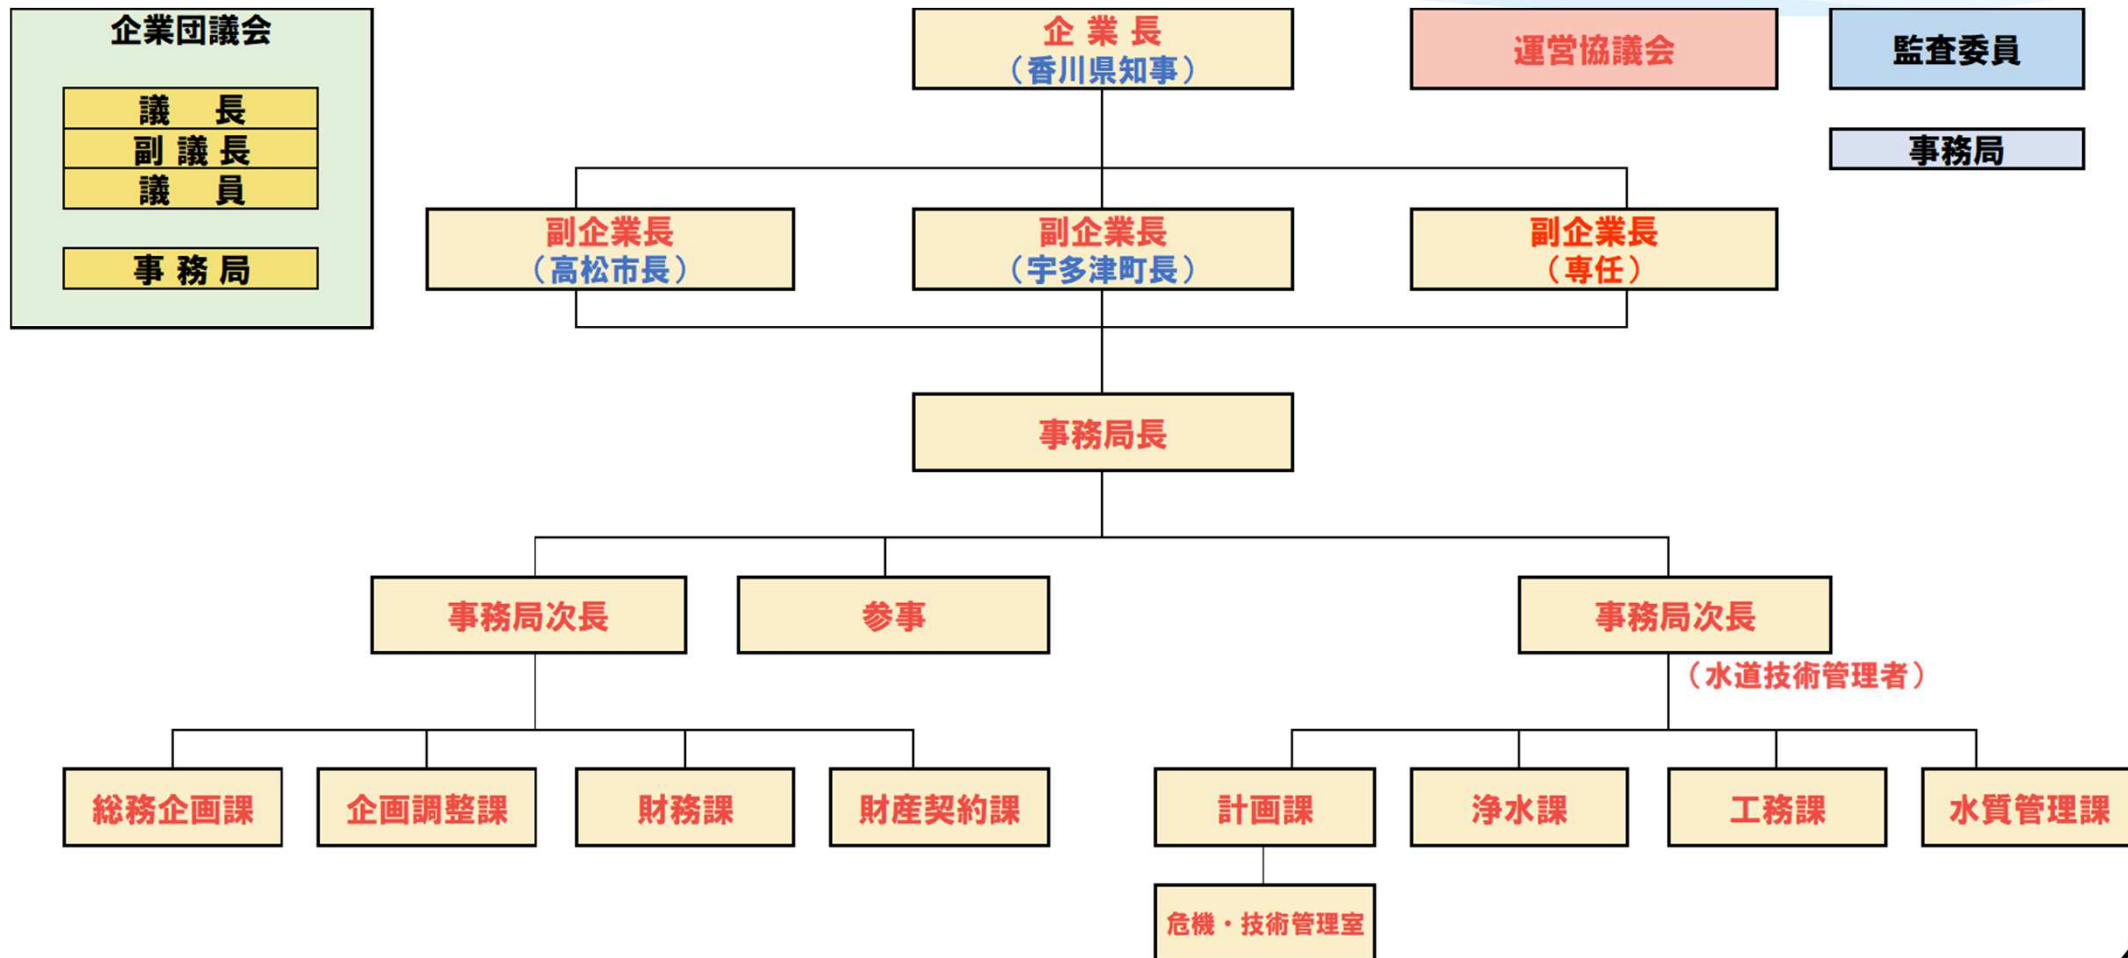 企業団議会
議　長
副 議 長
議　員
事 務 局
企 業 長
（香川県知事）
運営協議会
監査委員
事務局
副企業長
（高松市長）
副企業長
（宇多津町長）
副企業長
（専任）
事務局長
事務局次長
参事
事務局次長
（水道技術管理者）
総務企画課
企画調整課
財務課
財産契約課
計画課
浄水課
工務課
水質管理課
危機・技術管理室